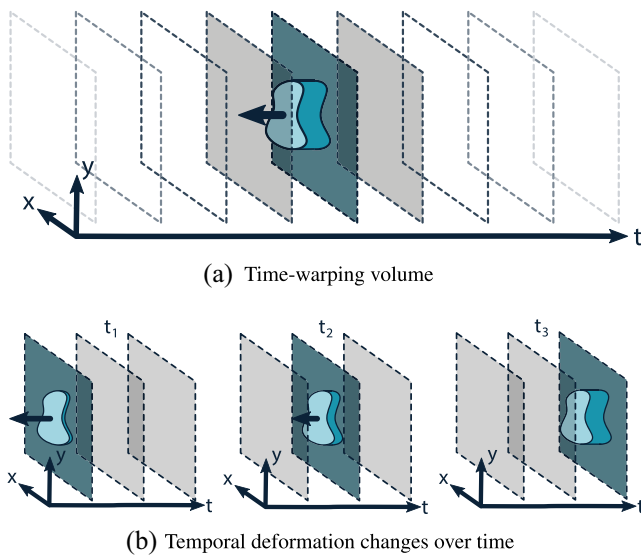 y
x
t
(a) Time-warping volume
t₁ t₂ t₃
y y y
x t x t x t
(b) Temporal deformation changes over time